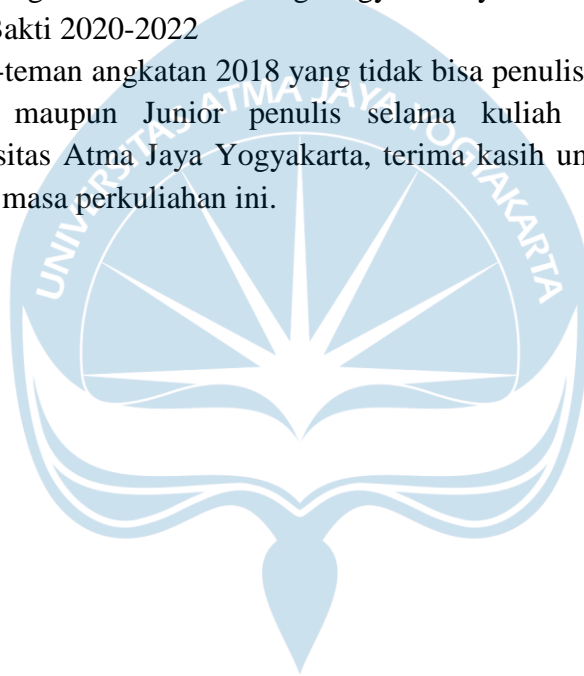 Bakti 2020-2022
-teman angkatan 2018 yang tidak bisa penulis
maupun Junior penulis selama kuliah
sitas Atma Jaya Yogyakarta, terima kasih un
masa perkuliahan ini.
UNIVERSITAS ATMA JAYA YOGYAKARTA